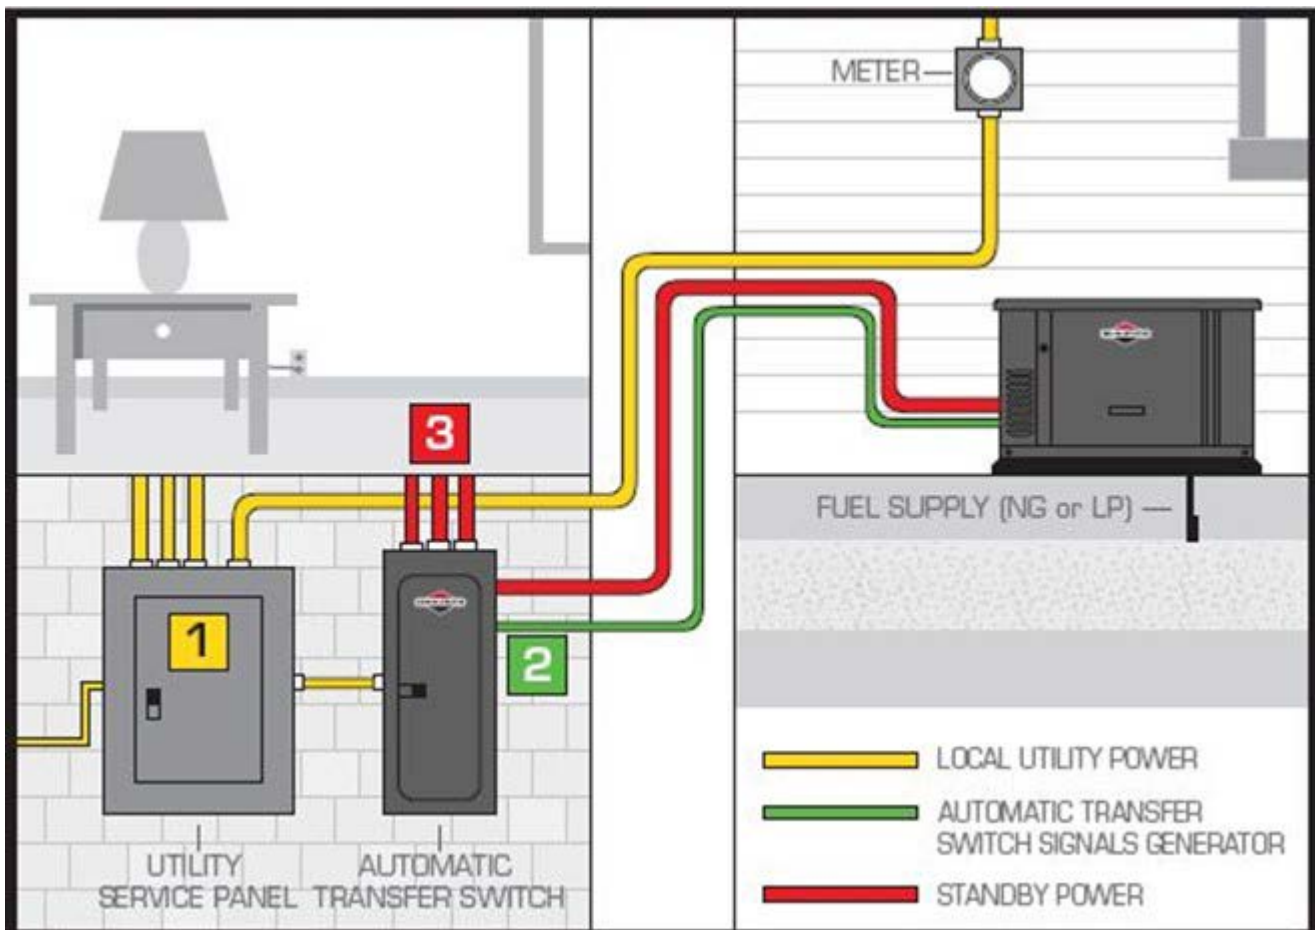 METER
3
FUEL SUPPLY (NG or LP)
1
2
UTILITY
SERVICE PANEL
AUTOMATIC
TRANSFER SWITCH
LOCAL UTILITY POWER
AUTOMATIC TRANSFER
SWITCH SIGNALS GENERATOR
STANDBY POWER